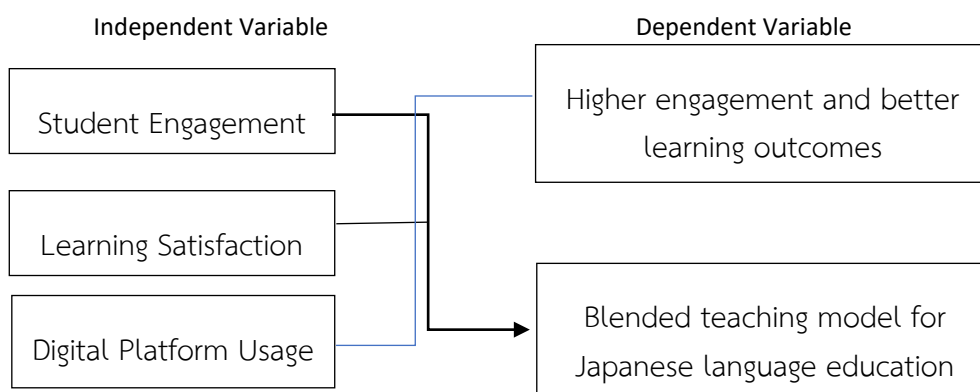 Independent Variable
Dependent Variable
Student Engagement
Higher engagement and better
learning outcomes
Learning Satisfaction
Digital Platform Usage
Blended teaching model for
Japanese language education